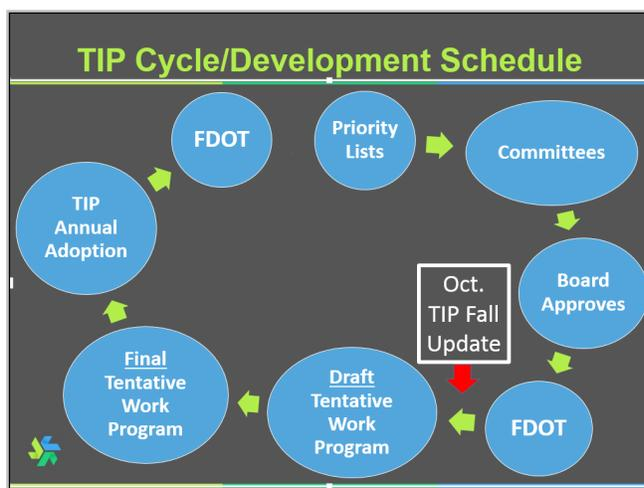 TIP Cycle/Development Schedule
FDOT
Priority
Lists
Committees
TIP
Annual
Adoption
Board
Approves
Oct.
TIP Fall
Update
Final
Tentative
Work
Program
Draft
Tentative
Work
Program
FDOT